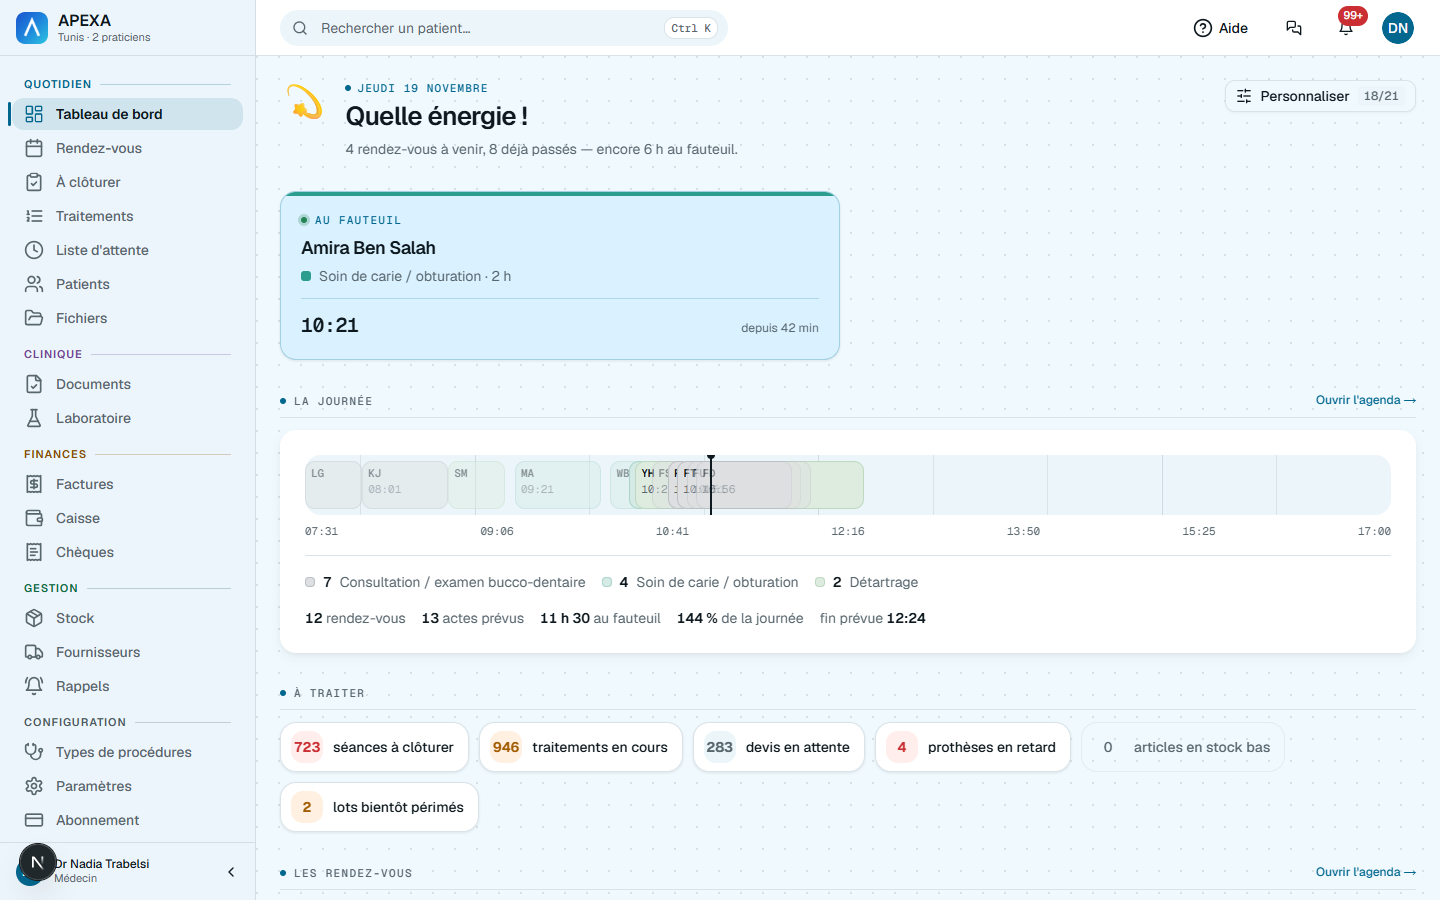 APEXA
Tunis · 2 praticiens
Rechercher un patient…
Ctrl K
Aide
99+
DN
QUOTIDIEN
Tableau de bord
Rendez-vous
À clôturer
Traitements
Liste d'attente
Patients
Fichiers
CLINIQUE
Documents
Laboratoire
FINANCES
Factures
Caisse
Chèques
GESTION
Stock
Fournisseurs
Rappels
CONFIGURATION
Types de procédures
Paramètres
Abonnement
N
Dr Nadia Trabelsi
Médecin
JEUDI 19 NOVEMBRE
Quelle énergie !
4 rendez-vous à venir, 8 déjà passés — encore 6 h au fauteuil.
Personnaliser 18/21
AU FAUTEUIL
Amira Ben Salah
Soin de carie / obturation · 2 h
10:21
depuis 42 min
LA JOURNÉE
Ouvrir l'agenda →
LG
KJ
08:01
SM
MA
09:21
WB
YH
FS
FT
07:31 09:06 10:41 12:16 13:50 15:25 17:00
7 Consultation / examen bucco-dentaire 4 Soin de carie / obturation 2 Détartrage
12 rendez-vous 13 actes prévus 11 h 30 au fauteuil 144 % de la journée fin prévue 12:24
À TRAITER
723 séances à clôturer
946 traitements en cours
283 devis en attente
4 prothèses en retard
0 articles en stock bas
2 lots bientôt périmés
LES RENDEZ-VOUS
Ouvrir l'agenda →